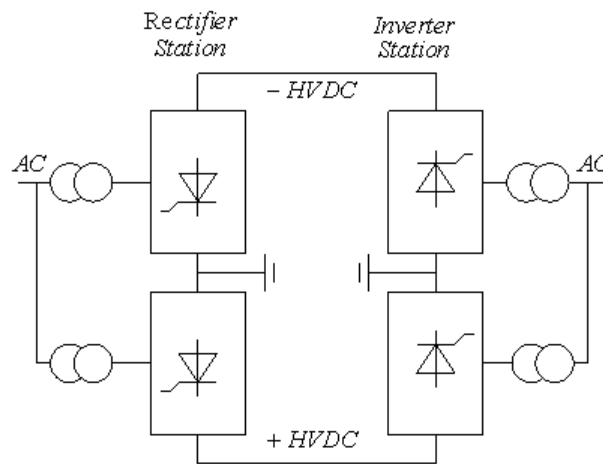 Rectifier
Station
Inverter
Station
– HVDC
AC
AC
+ HVDC